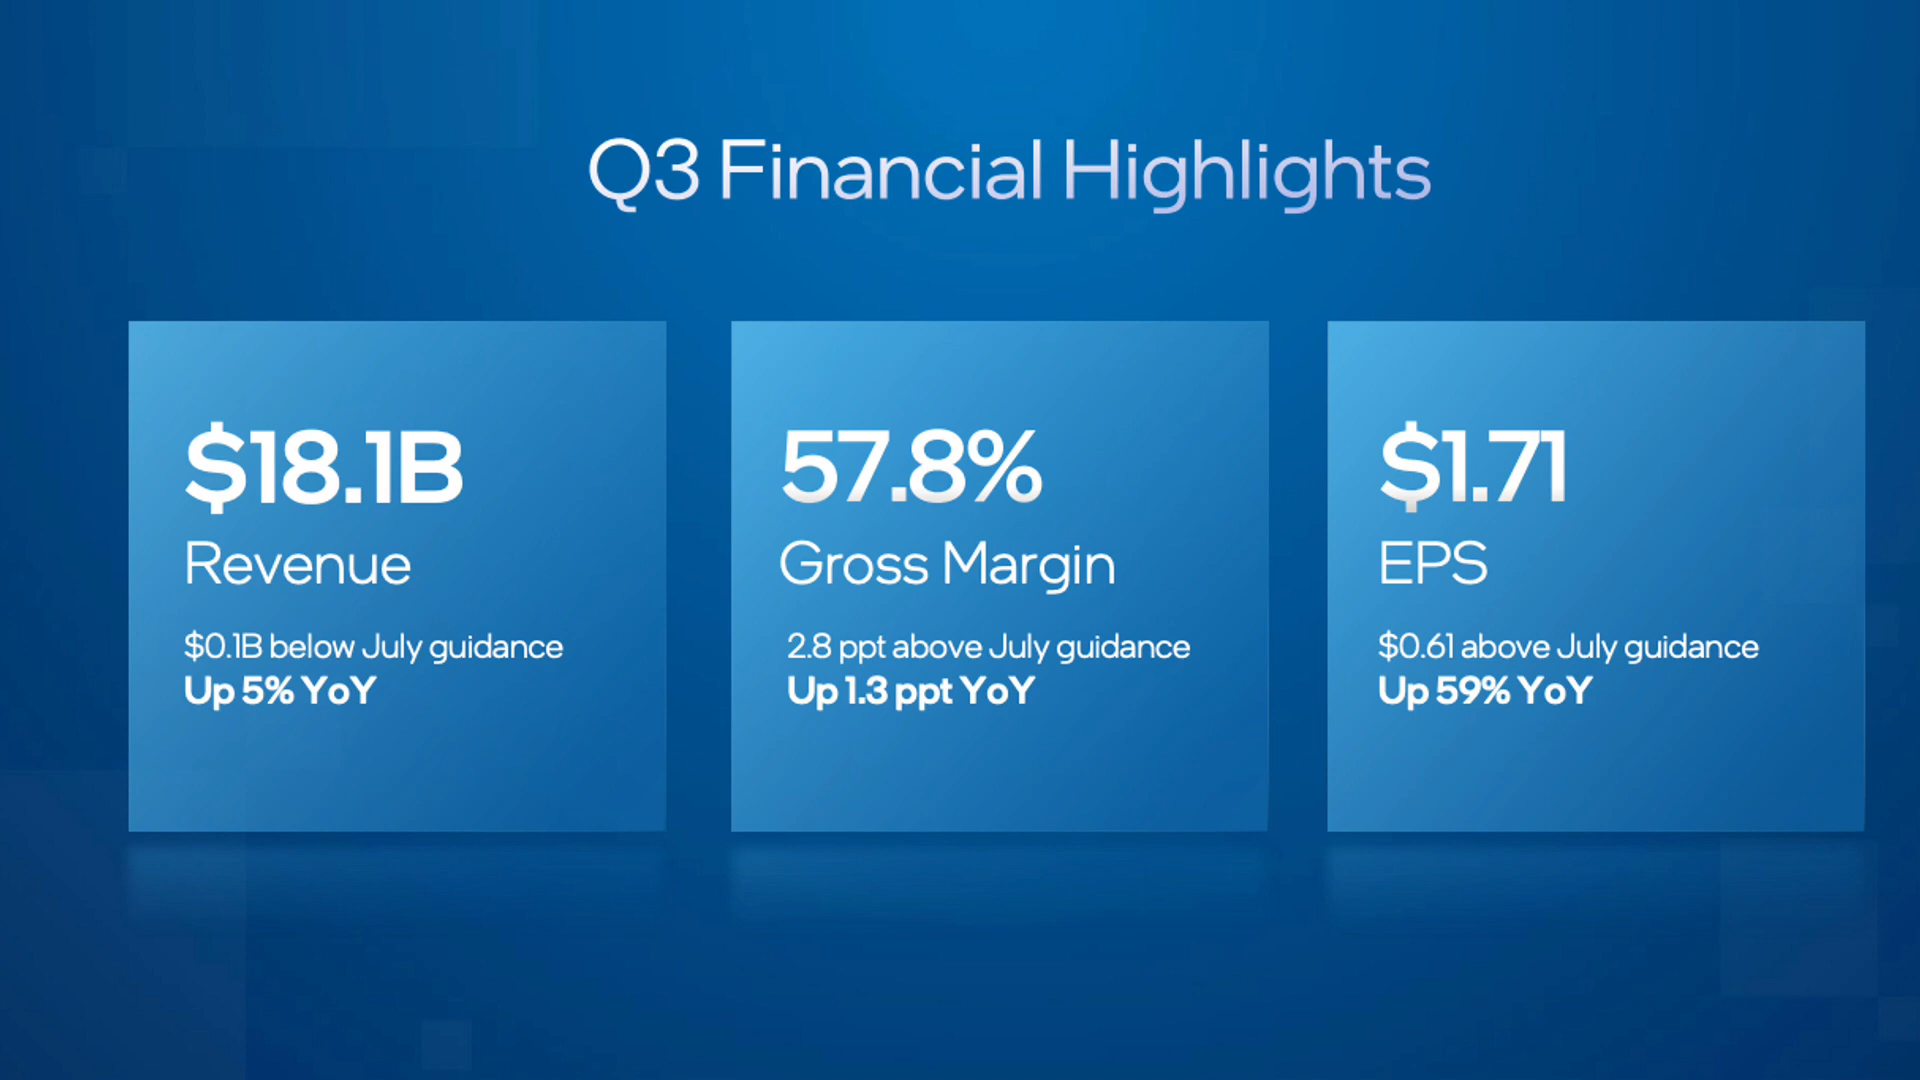 Q3 Financial Highlights
$18.1B
Revenue
$0.1B below July guidance
Up 5% YoY
57.8%
Gross Margin
2.8 ppt above July guidance
Up 1.3 ppt YoY
$1.71
EPS
$0.61 above July guidance
Up 59% YoY